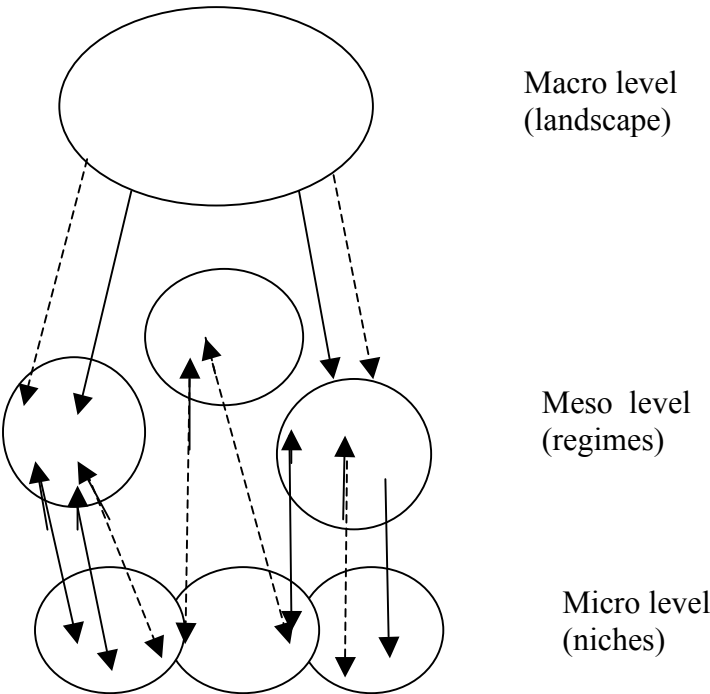 Macro level
(landscape)
Meso level
(regimes)
Micro level
(niches)